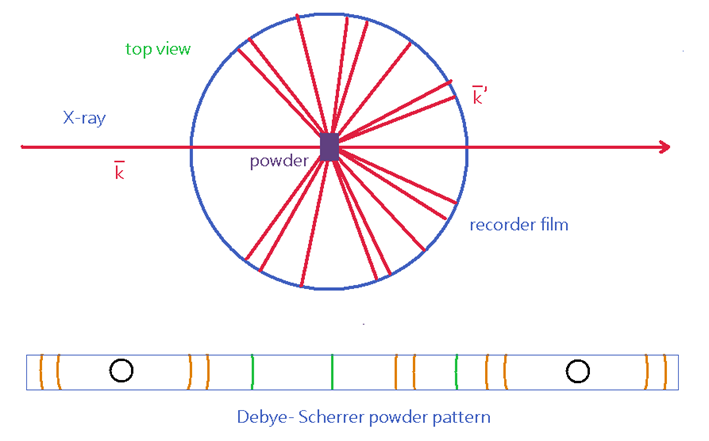 top view
k̅'
X-ray
powder
k̅
recorder film
Debye- Scherrer powder pattern